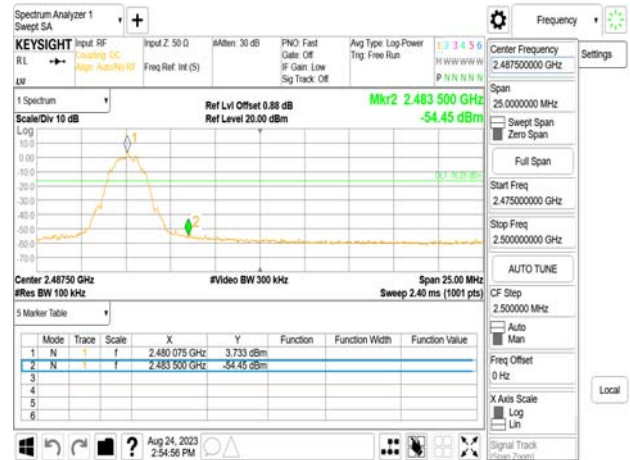 Spectrum Analyzer 1
Swept SA
+
Frequency
KEYSIGHT
Input: RF
Input Z: 50 Ω
#Atten: 30 dB
PNO: Fast
Avg Type: Log-Power
1 2 3 4 5 6
RL
Coupling: DC
Gate: Off
Trig: Free Run
M W W W W W
Align: Auto/No RF
Freq Ref: Int (S)
IF Gain: Low
P N N N N N
Sig Track: Off
1 Spectrum
Ref Lvl Offset 0.88 dB
Mkr2 2.483 500 GHz
Scale/Div 10 dB
Ref Level 20.00 dBm
-54.45 dBm
Log
10.0
0.00
-10.0
-20.0
-30.0
-40.0
-50.0
-60.0
-70.0
1
2
Center 2.48750 GHz
#Video BW 300 kHz
Span 25.00 MHz
#Res BW 100 kHz
Sweep 2.40 ms (1001 pts)
5 Marker Table
Mode Trace Scale X Y Function Function Width Function Value
1 N 1 f 2.480 075 GHz 3.733 dBm
2 N 1 f 2.483 500 GHz -54.45 dBm
3
4
5
6
Aug 24, 2023
2:54:56 PM
Center Frequency
2.487500000 GHz
Settings
Span
25.0000000 MHz
Swept Span
Zero Span
Full Span
Start Freq
2.475000000 GHz
Stop Freq
2.500000000 GHz
AUTO TUNE
CF Step
2.500000 MHz
Auto
Man
Freq Offset
0 Hz
X Axis Scale
Log
Lin
Local
Signal Track
(Span Zoom)